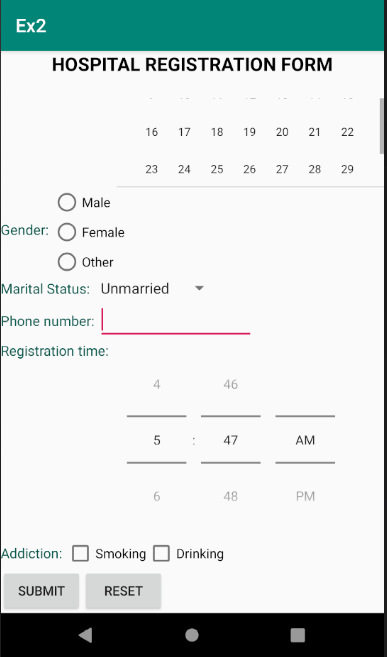 Ex2
HOSPITAL REGISTRATION FORM
16 17 18 19 20 21 22
23 24 25 26 27 28 29
Male
Gender:
Female
Other
Marital Status: Unmarried
Phone number:
Registration time:
4 46
5 : 47 AM
6 48 PM
Addiction: Smoking Drinking
SUBMIT RESET